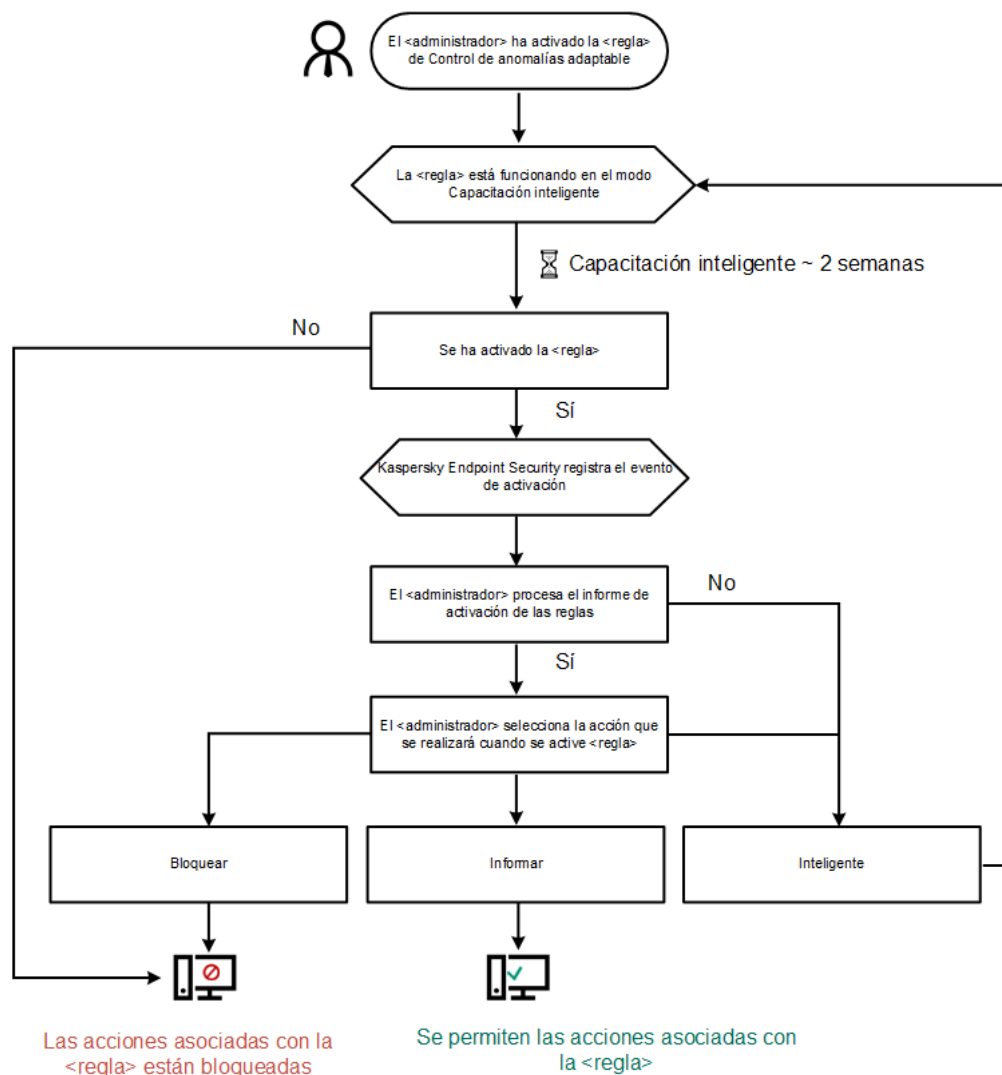 El <administrador> ha activado la <regla>
de Control de anomalías adaptable
La <regla> está funcionando en el modo
Capacitación inteligente
Capacitación inteligente ~ 2 semanas
No
Se ha activado la <regla>
Sí
Kaspersky Endpoint Security registra el evento
de activación
El <administrador> procesa el informe de
activación de las reglas
No
Sí
El <administrador> selecciona la acción que
se realizará cuando se active <regla>
Bloquear
Informar
Inteligente
Las acciones asociadas con la
<regla> están bloqueadas
Se permiten las acciones asociadas con
la <regla>